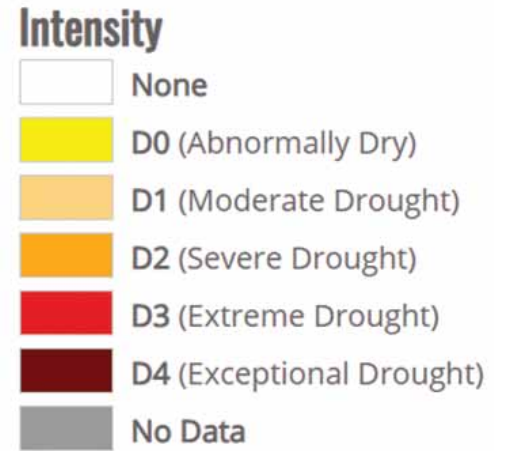 Intensity
None
D0 (Abnormally Dry)
D1 (Moderate Drought)
D2 (Severe Drought)
D3 (Extreme Drought)
D4 (Exceptional Drought)
No Data